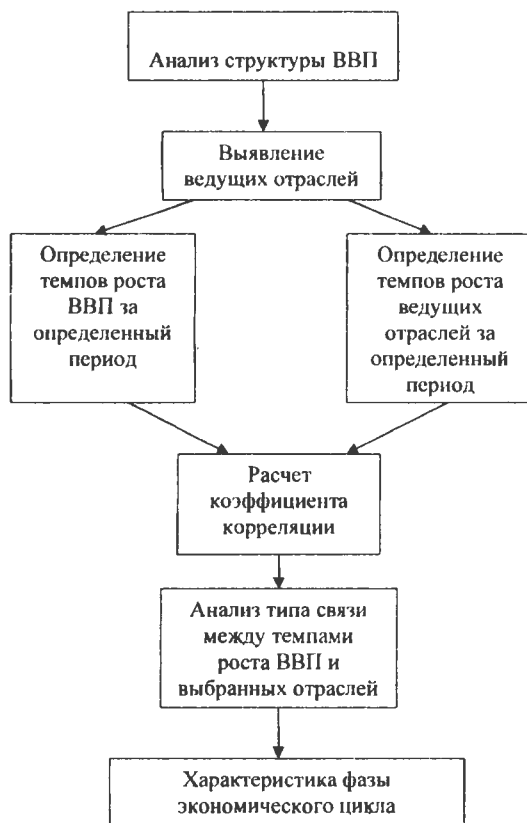 Анализ структуры ВВП
Выявление
ведущих отраслей
Определение
темпов роста
ВВП за
определенный
период
Определение
темпов роста
ведущих
отраслей за
определенный
период
Расчет
коэффициента
корреляции
Анализ типа связи
между темпами
роста ВВП и
выбранных отраслей
Характеристика фазы
экономического цикла